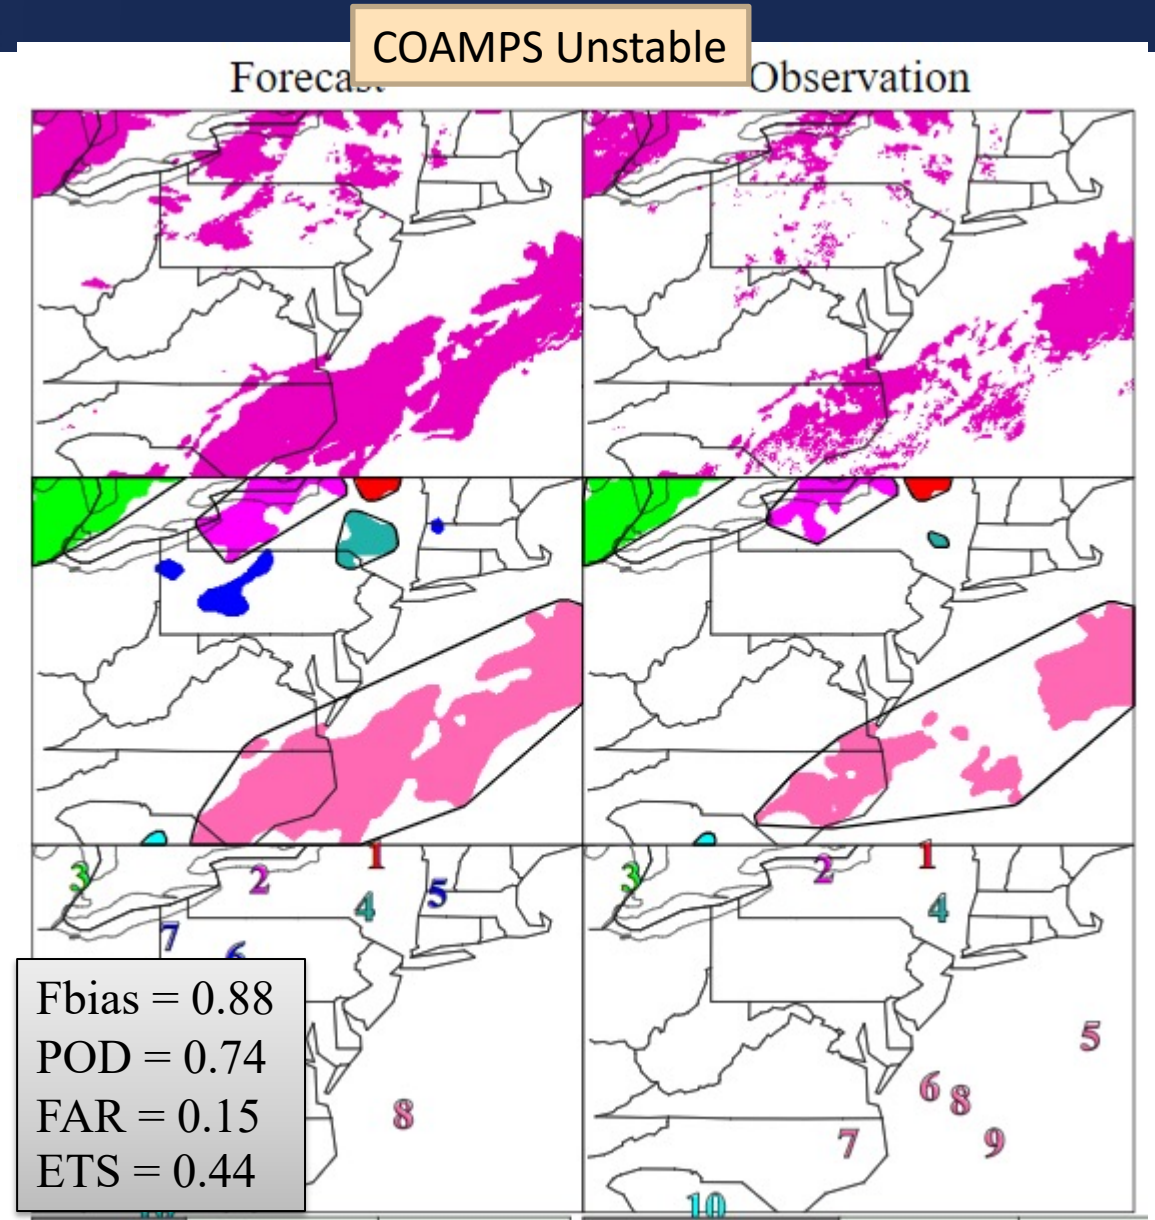 COAMPS Unstable
Forecast
Observation
3
2
1
4
5
7
6
8
3
2
1
4
5
6
8
9
7
10
Fbias = 0.88
POD = 0.74
FAR = 0.15
ETS = 0.44